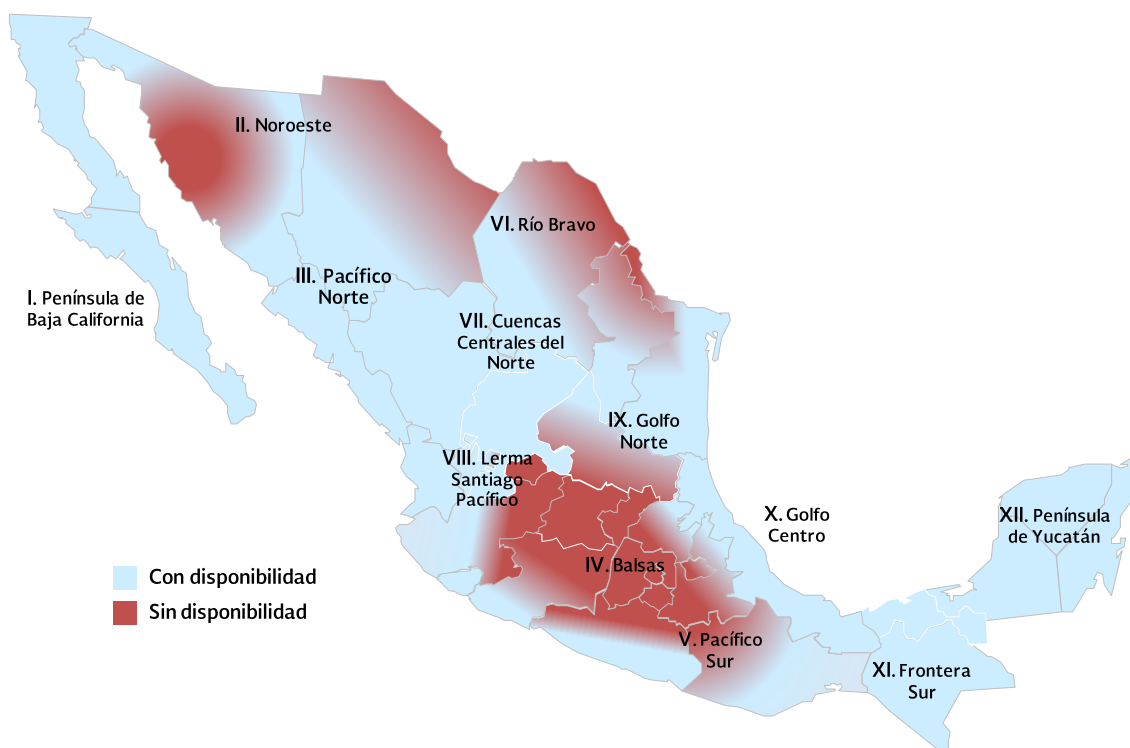 II. Noroeste
VI. Río Bravo
III. Pacífico
Norte
I. Península de
Baja California
VII. Cuencas
Centrales del
Norte
IX. Golfo
Norte
VIII. Lerma
Santiago
Pacífico
X. Golfo
Centro
XII. Península
de Yucatán
IV. Balsas
Con disponibilidad
Sin disponibilidad
V. Pacífico
Sur
XI. Frontera
Sur